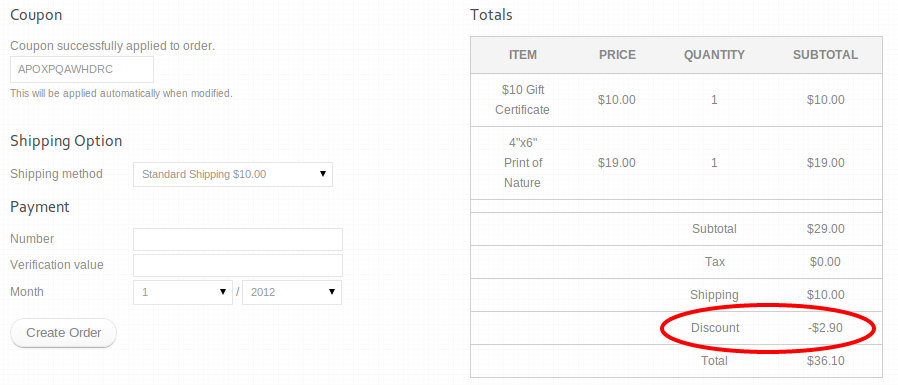 Coupon
Coupon successfully applied to order.
APOXPQAWHDRC
This will be applied automatically when modified.
Shipping Option
Shipping method Standard Shipping $10.00
Payment
Number
Verification value
Month 1 / 2012
Create Order
Totals
ITEM PRICE QUANTITY SUBTOTAL
$10 Gift
Certificate $10.00 1 $10.00
4"x6"
Print of $19.00 1 $19.00
Nature
Subtotal $29.00
Tax $0.00
Shipping $10.00
Discount -$2.90
Total $36.10